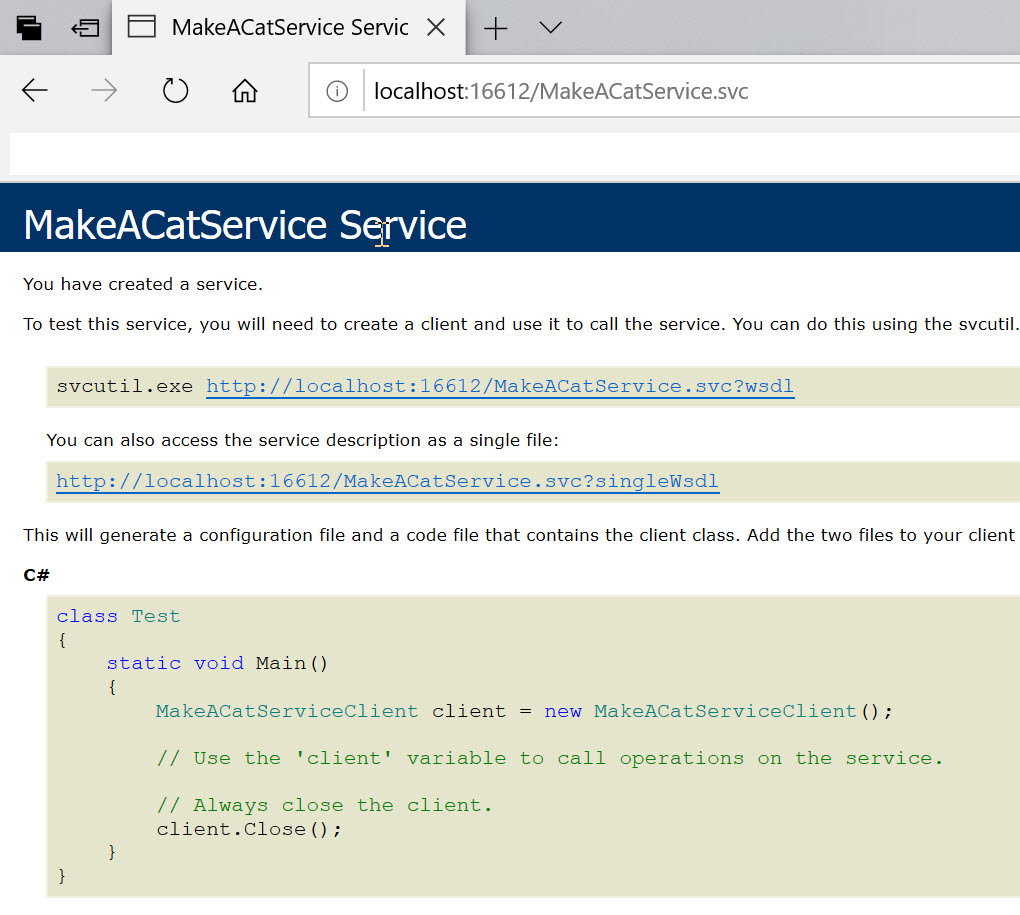 MakeACatService Servic
localhost:16612/MakeACatService.svc
MakeACatService Service
You have created a service.
To test this service, you will need to create a client and use it to call the service. You can do this using the svcutil.
svcutil.exe http://localhost:16612/MakeACatService.svc?wsdl
You can also access the service description as a single file:
http://localhost:16612/MakeACatService.svc?singleWsdl
This will generate a configuration file and a code file that contains the client class. Add the two files to your client
C#
class Test
{
    static void Main()
    {
        MakeACatServiceClient client = new MakeACatServiceClient();
        // Use the 'client' variable to call operations on the service.
        // Always close the client.
        client.Close();
    }
}